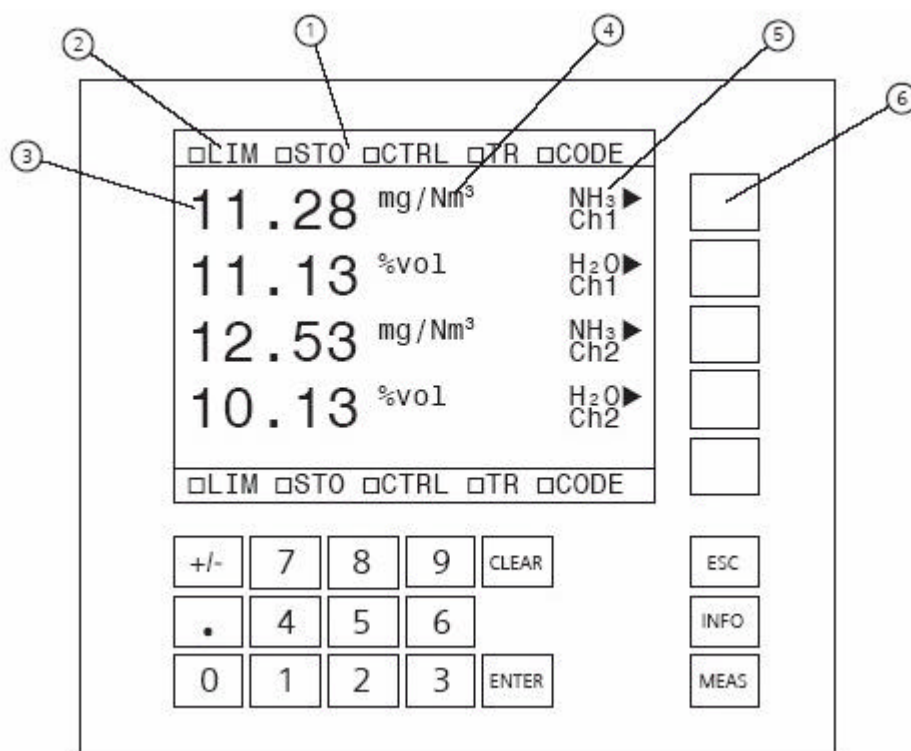 ② ① ④ ⑤
⑥
③
□LIM □STO □CTRL □TR □CODE
11.28 mg/Nm³ NH₃▶
Ch1
11.13 %vol H₂O▶
Ch1
12.53 mg/Nm³ NH₃▶
Ch2
10.13 %vol H₂O▶
Ch2
□LIM □STO □CTRL □TR □CODE
+/- 7 8 9 CLEAR ESC
. 4 5 6 INFO
0 1 2 3 ENTER MEAS